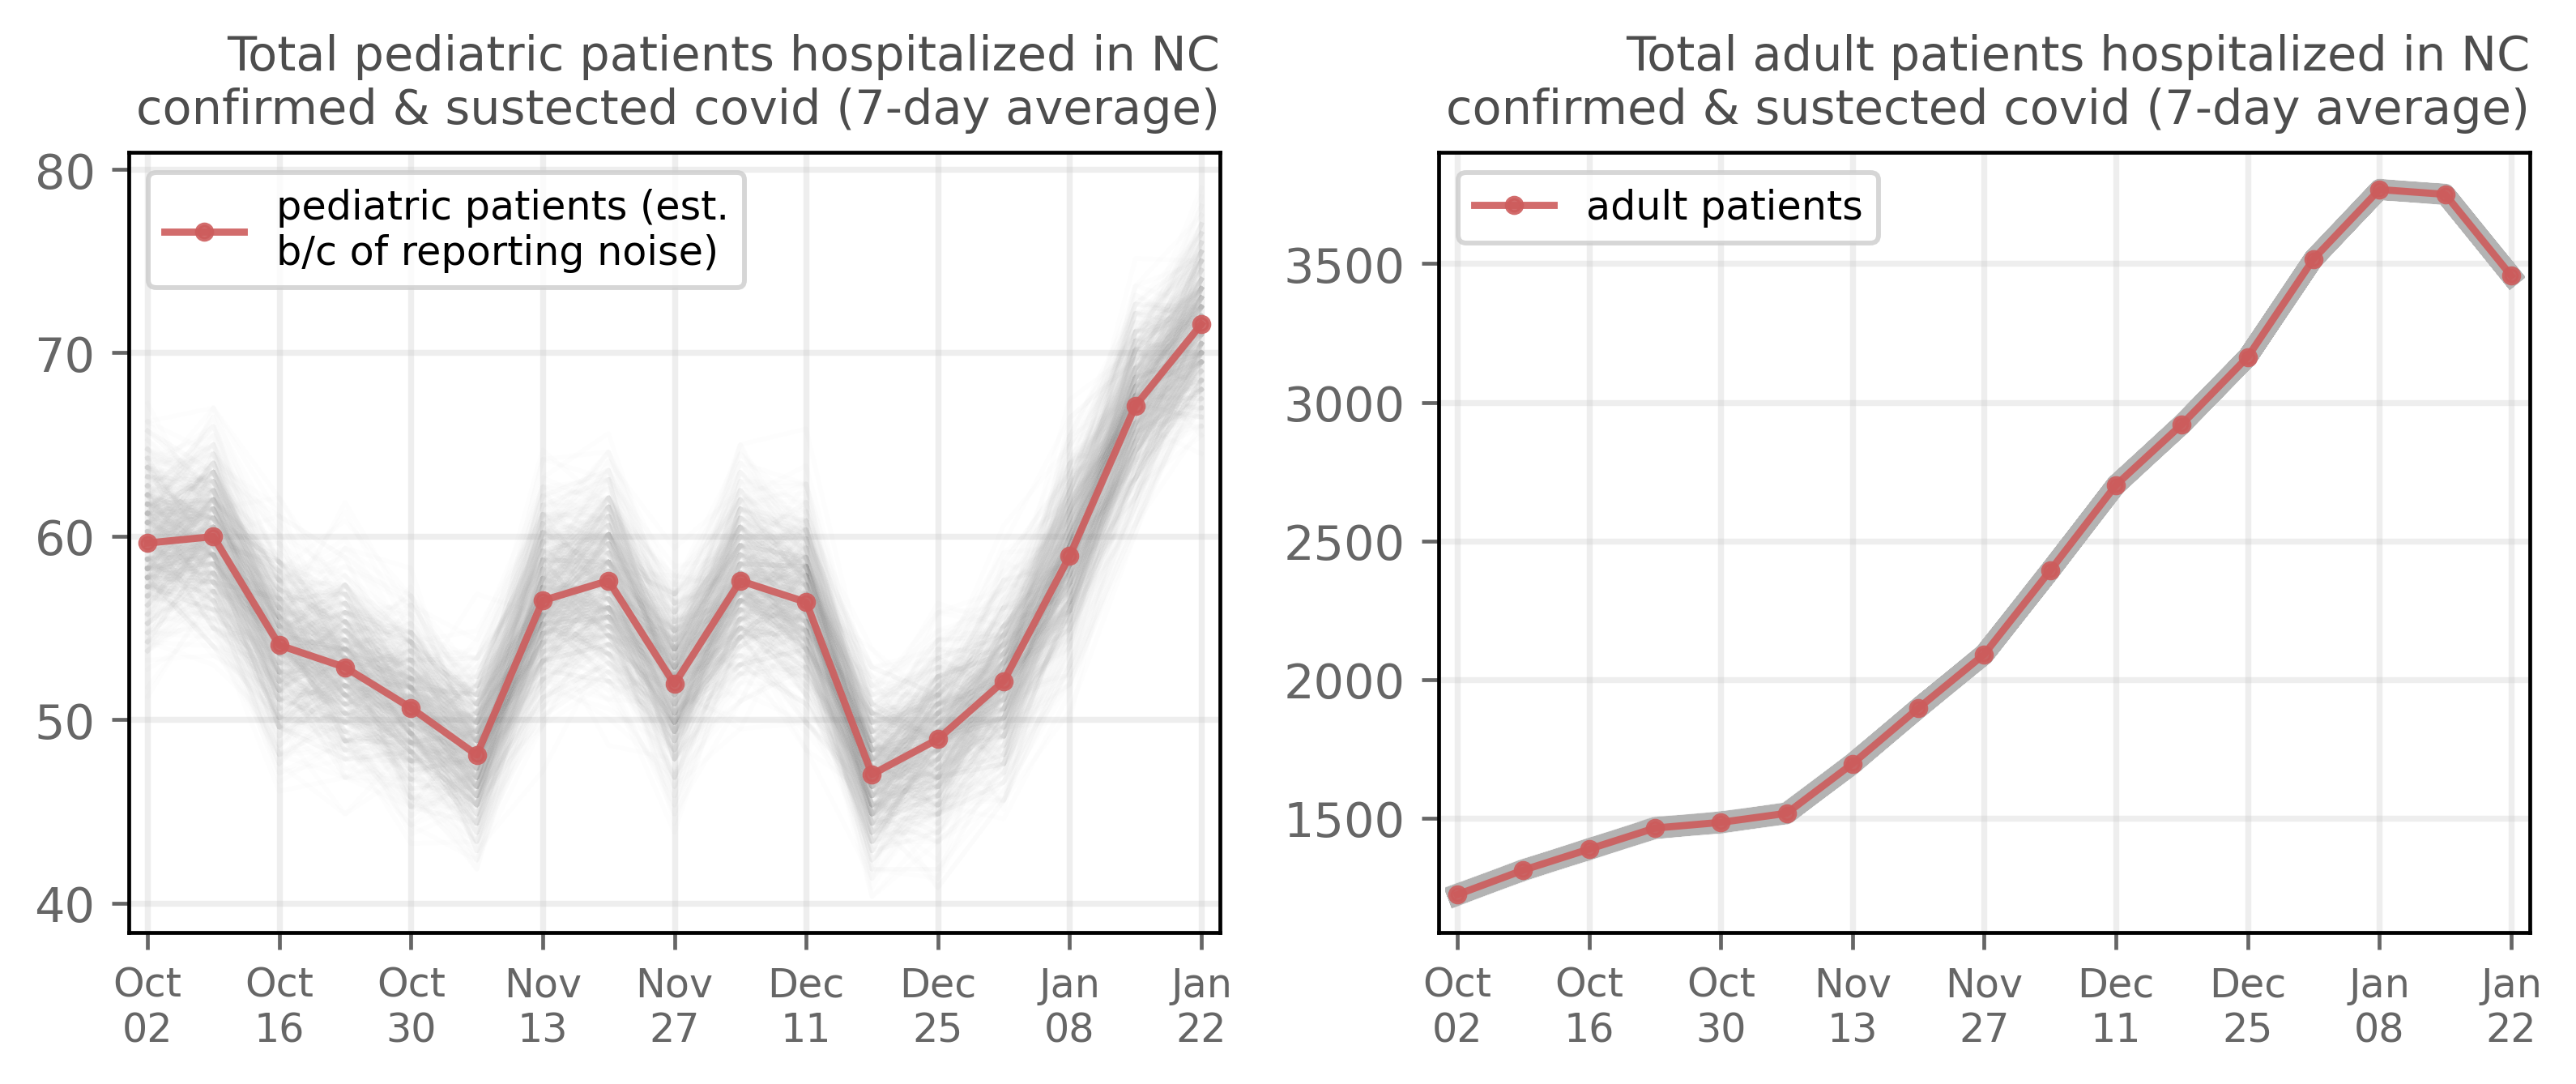 Total pediatric patients hospitalized in NC
confirmed & sustected covid (7-day average)
80
70
60
50
40
pediatric patients (est.
b/c of reporting noise)
Oct Oct Oct Nov Nov Dec Dec Jan Jan
02 16 30 13 27 11 25 08 22
Total adult patients hospitalized in NC
confirmed & sustected covid (7-day average)
adult patients
3500
3000
2500
2000
1500
Oct Oct Oct Nov Nov Dec Dec Jan Jan
02 16 30 13 27 11 25 08 22